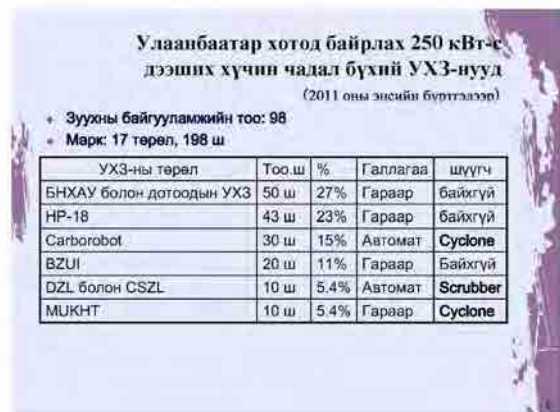 Улаанбаатар хотод байрлах 250 кВт-с
дээших хүчин чадал бүхий УХЗ-нууд
(2011 оны энсийн бүртгэлээр)
Зуухны байгууламжийн тоо: 98
Марк: 17 төрөл, 198 ш
УХЗ-ны төрөл Тоо.ш % Галлагаа шүүгч
БНХАУ болон дотоодын УХЗ 50 ш 27% Гараар байхгүй
HP-18 43 ш 23% Гараар байхгүй
Carborobot 30 ш 15% Автомат Cyclone
BZUI 20 ш 11% Гараар Байхгүй
DZL болон CSZL 10 ш 5.4% Автомат Scrubber
MUKHT 10 ш 5.4% Гараар Cyclone